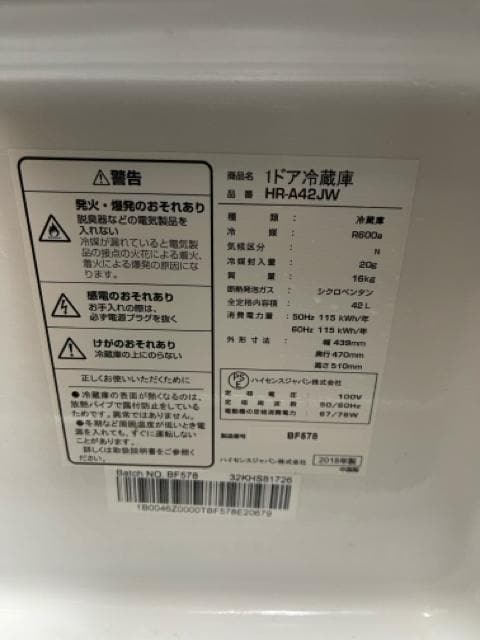 ⚠警告
発火・爆発のおそれあり
脱臭器などの電気製品を
入れない
冷媒が漏れていると電気製
品の接点の火花による着火、
着火による爆発の原因に
なります。
感電のおそれあり
お手入れの際は、
必ず電源プラグを抜く
けがのおそれあり
冷蔵庫の上にのらない
正しくお使いいただくために
●冷蔵庫の表面が熱くなるのは、
放熱パイプで露付防止をしている
ためです。異常ではありません。
●冬期など周囲温度が低いとき電
源を入れても、すぐに運転しない
ことがあります。
詳しくは取扱説明書をご参照ください。
商品名 1ドア冷蔵庫
品番 HR-A42JW
種類: 冷蔵庫
冷媒: R600a
気候区分: N
冷媒封入量: 20g
質量: 16kg
断熱発泡ガス: シクロペンタン
全定格内容積: 42L
消費電力量: 50Hz 115 kWh/年
60Hz 115 kWh/年
外形寸法: 幅 439mm
奥行 470mm
高さ 510mm
PSE ハイセンスジャパン株式会社
定格電圧 100V
定格周波数 50/60Hz
電動機の定格消費電力 67/78W
製造番号 BF578
ハイセンスジャパン株式会社 2018年製
中国製
Batch NO. BF578 32KHS81726
1B0046Z0000TBF578E20679